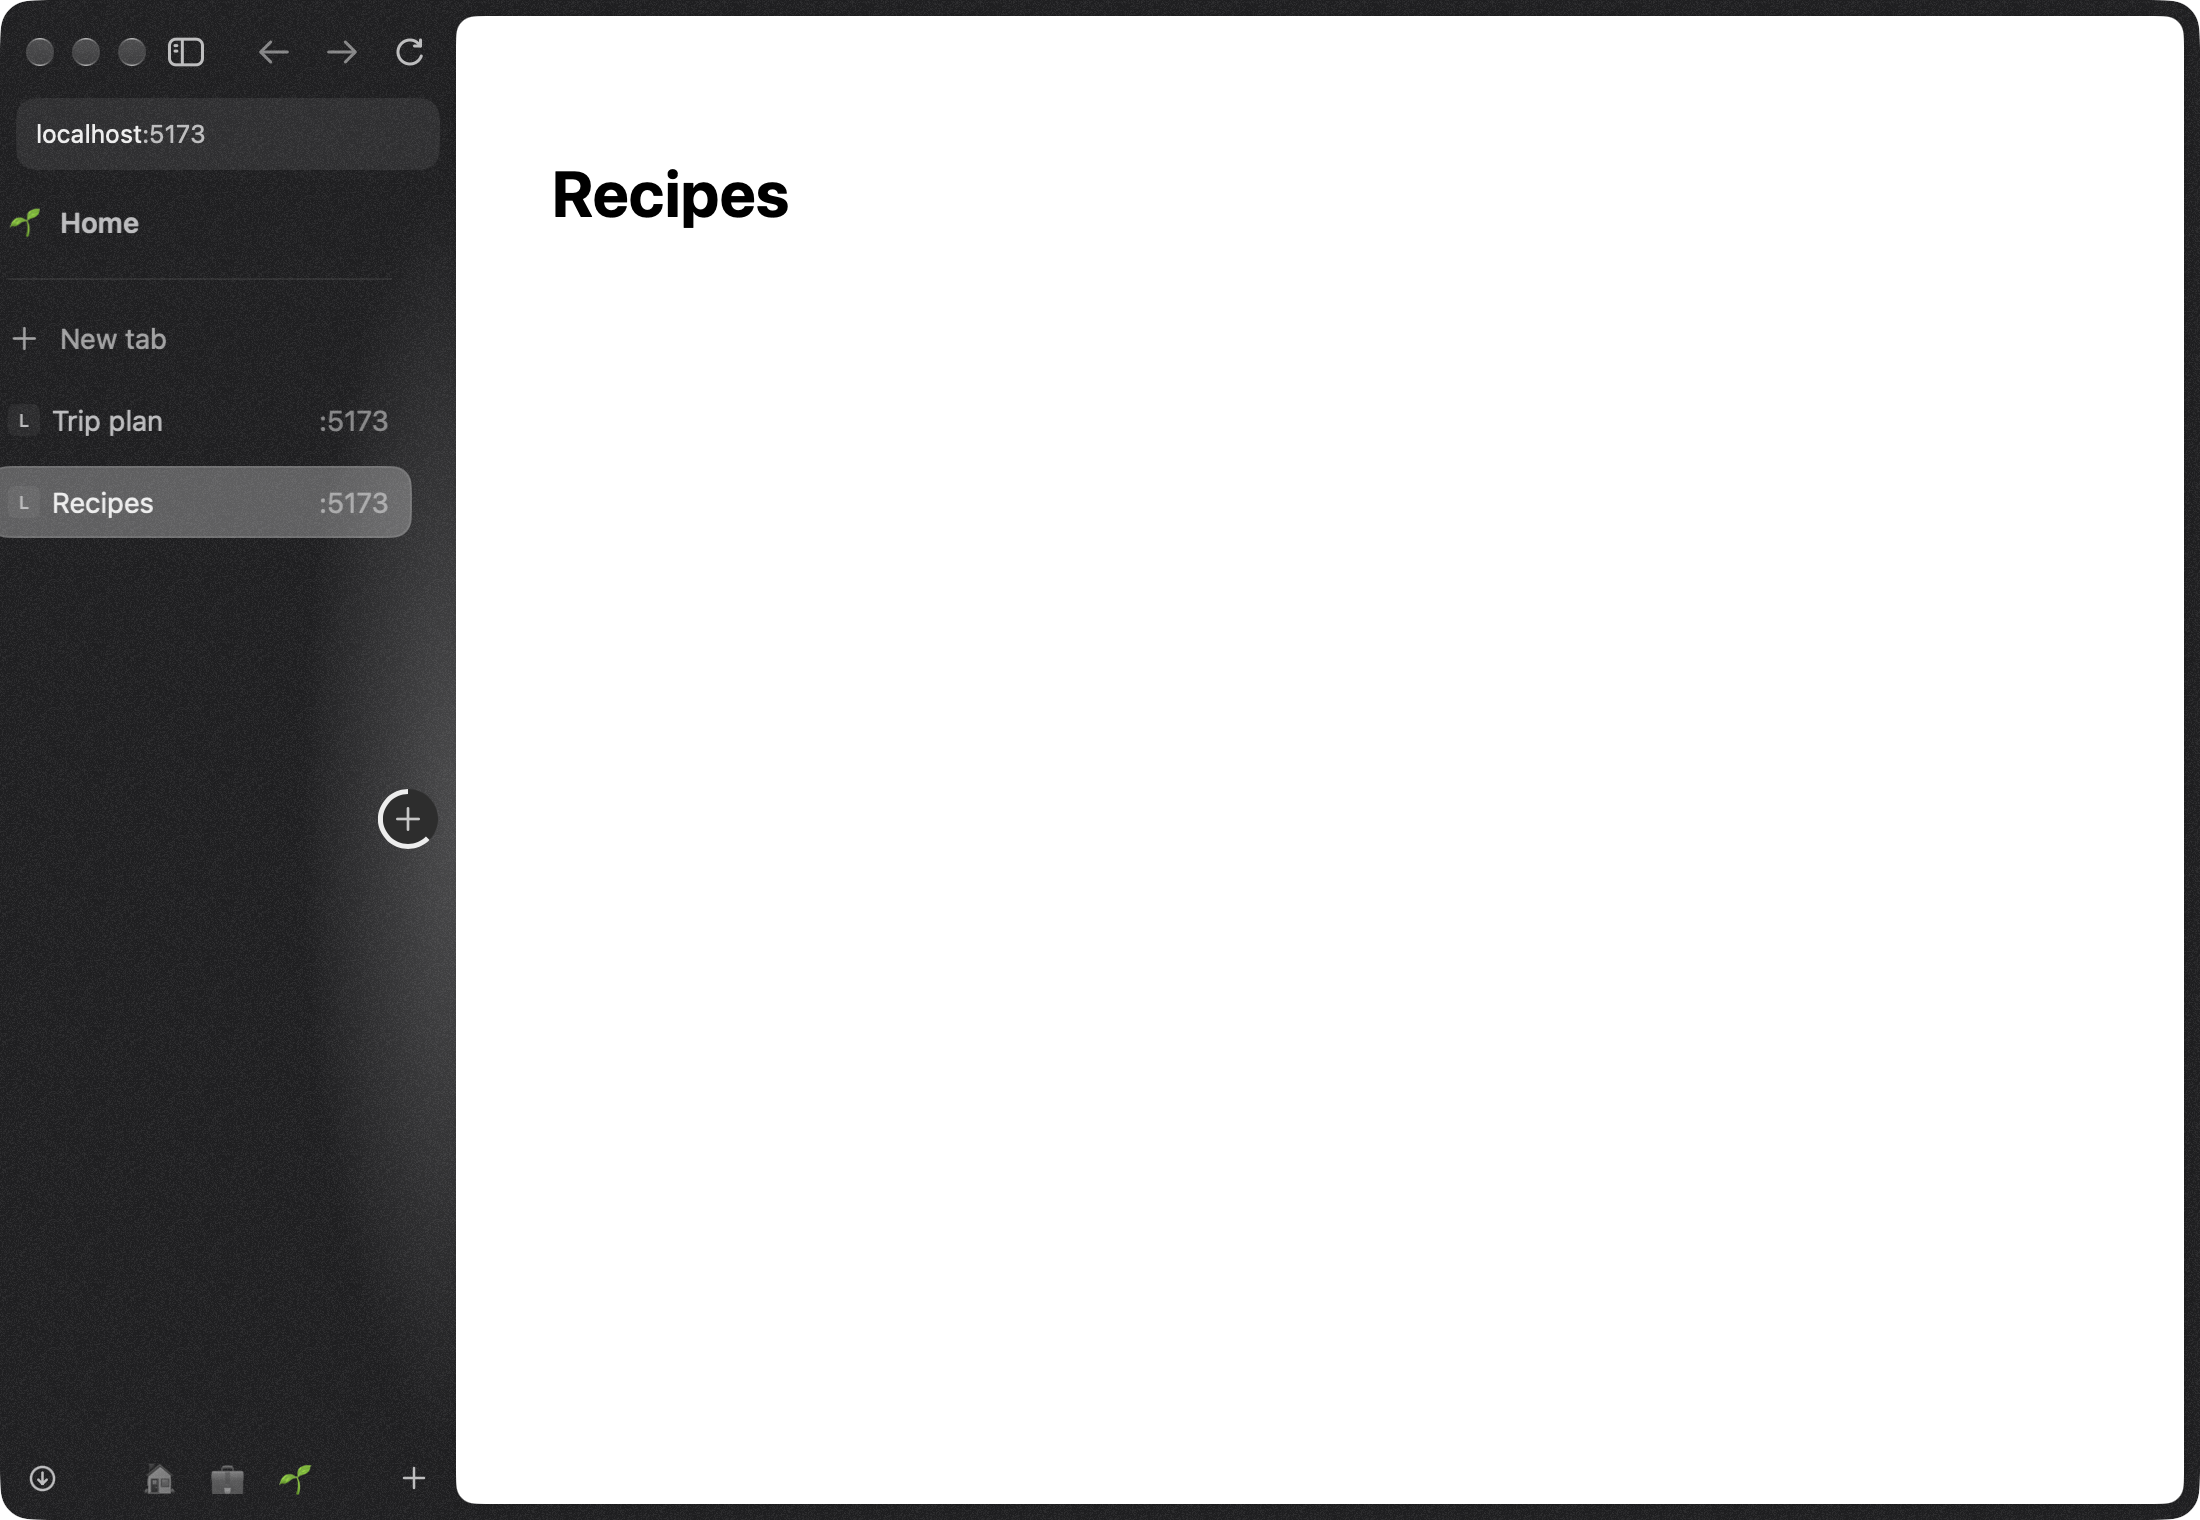 localhost:5173
Home
New tab
L Trip plan :5173
L Recipes :5173
Recipes